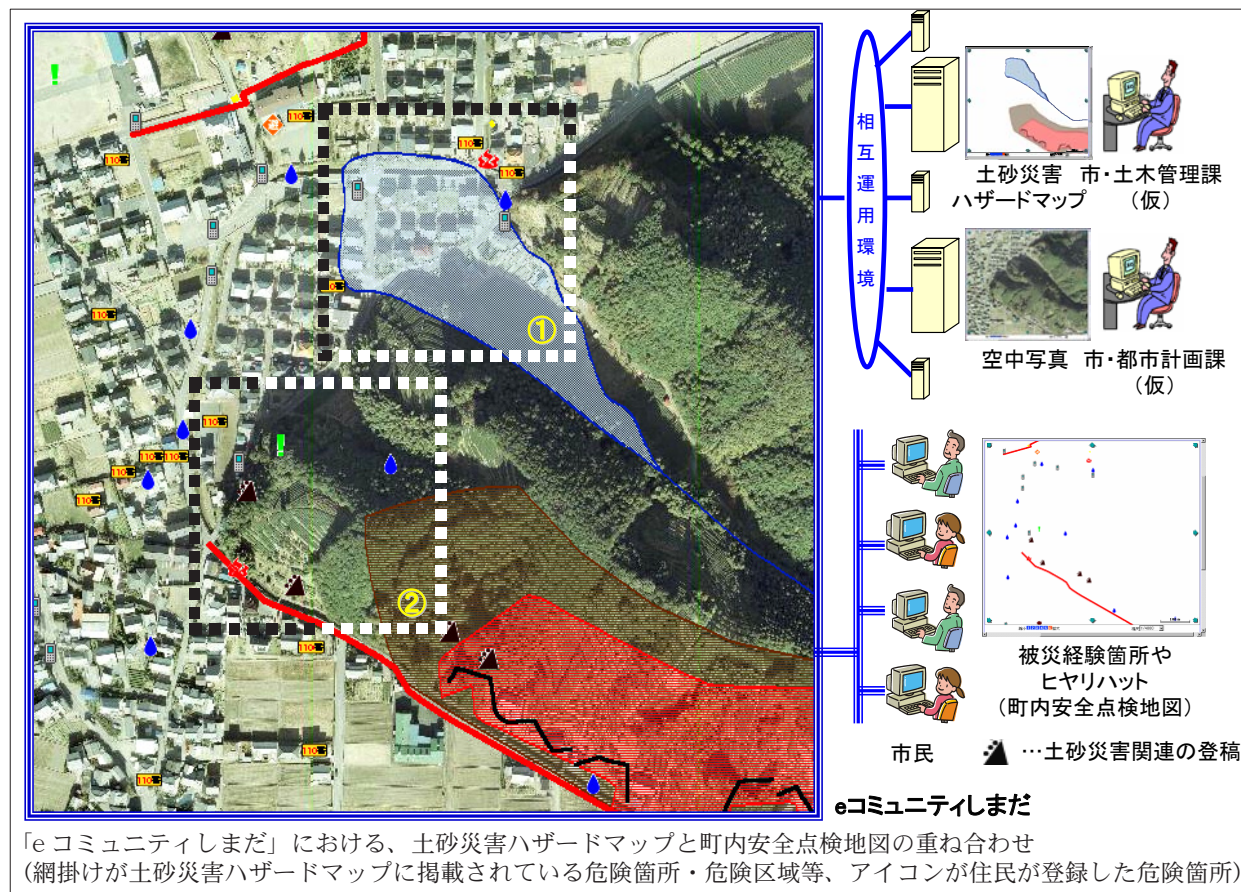 ①
②
110番
相互運用環境
土砂災害 市・土木管理課
ハザードマップ (仮)
空中写真 市・都市計画課
(仮)
被災経験箇所や
ヒヤリハット
(町内安全点検地図)
市民 …土砂災害関連の登稿
eコミュニティしまだ
「e コミュニティしまだ」における、土砂災害ハザードマップと町内安全点検地図の重ね合わせ
(網掛けが土砂災害ハザードマップに掲載されている危険箇所・危険区域等、アイコンが住民が登録した危険箇所)